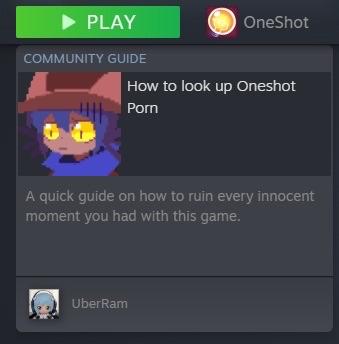 PLAY
OneShot
COMMUNITY GUIDE
How to look up Oneshot
Porn
A quick guide on how to ruin every innocent
moment you had with this game.
UberRam